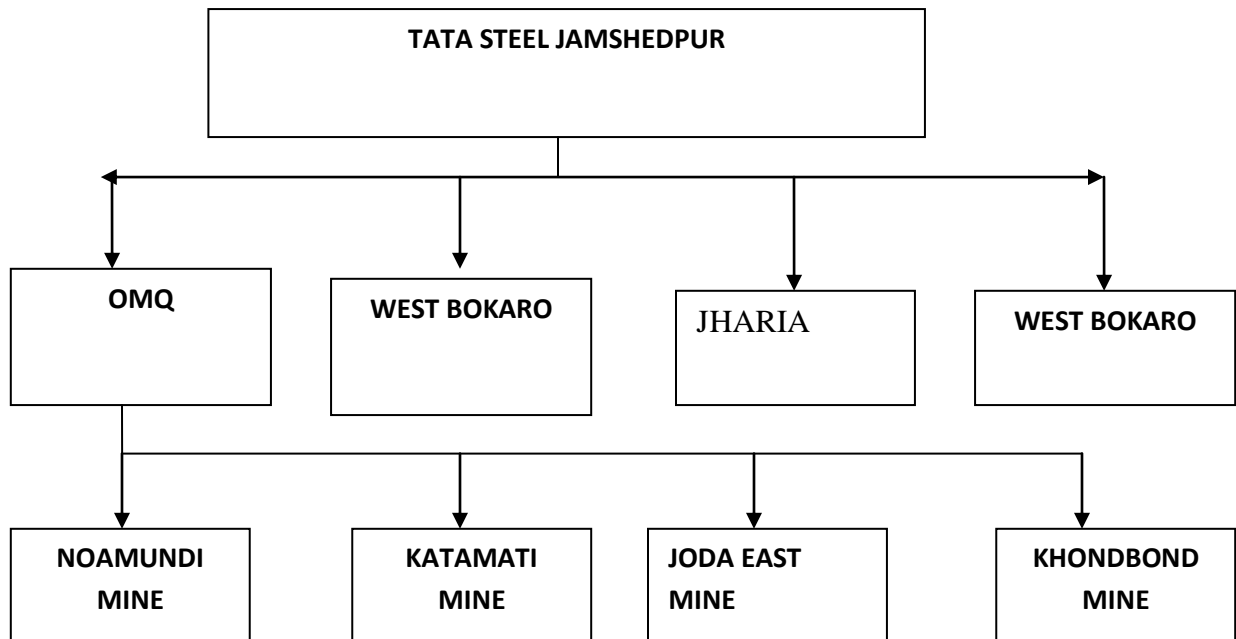 TATA STEEL JAMSHEDPUR
OMQ
WEST BOKARO
JHARIA
WEST BOKARO
NOAMUNDI
MINE
KATAMATI
MINE
JODA EAST
MINE
KHONDBOND
MINE